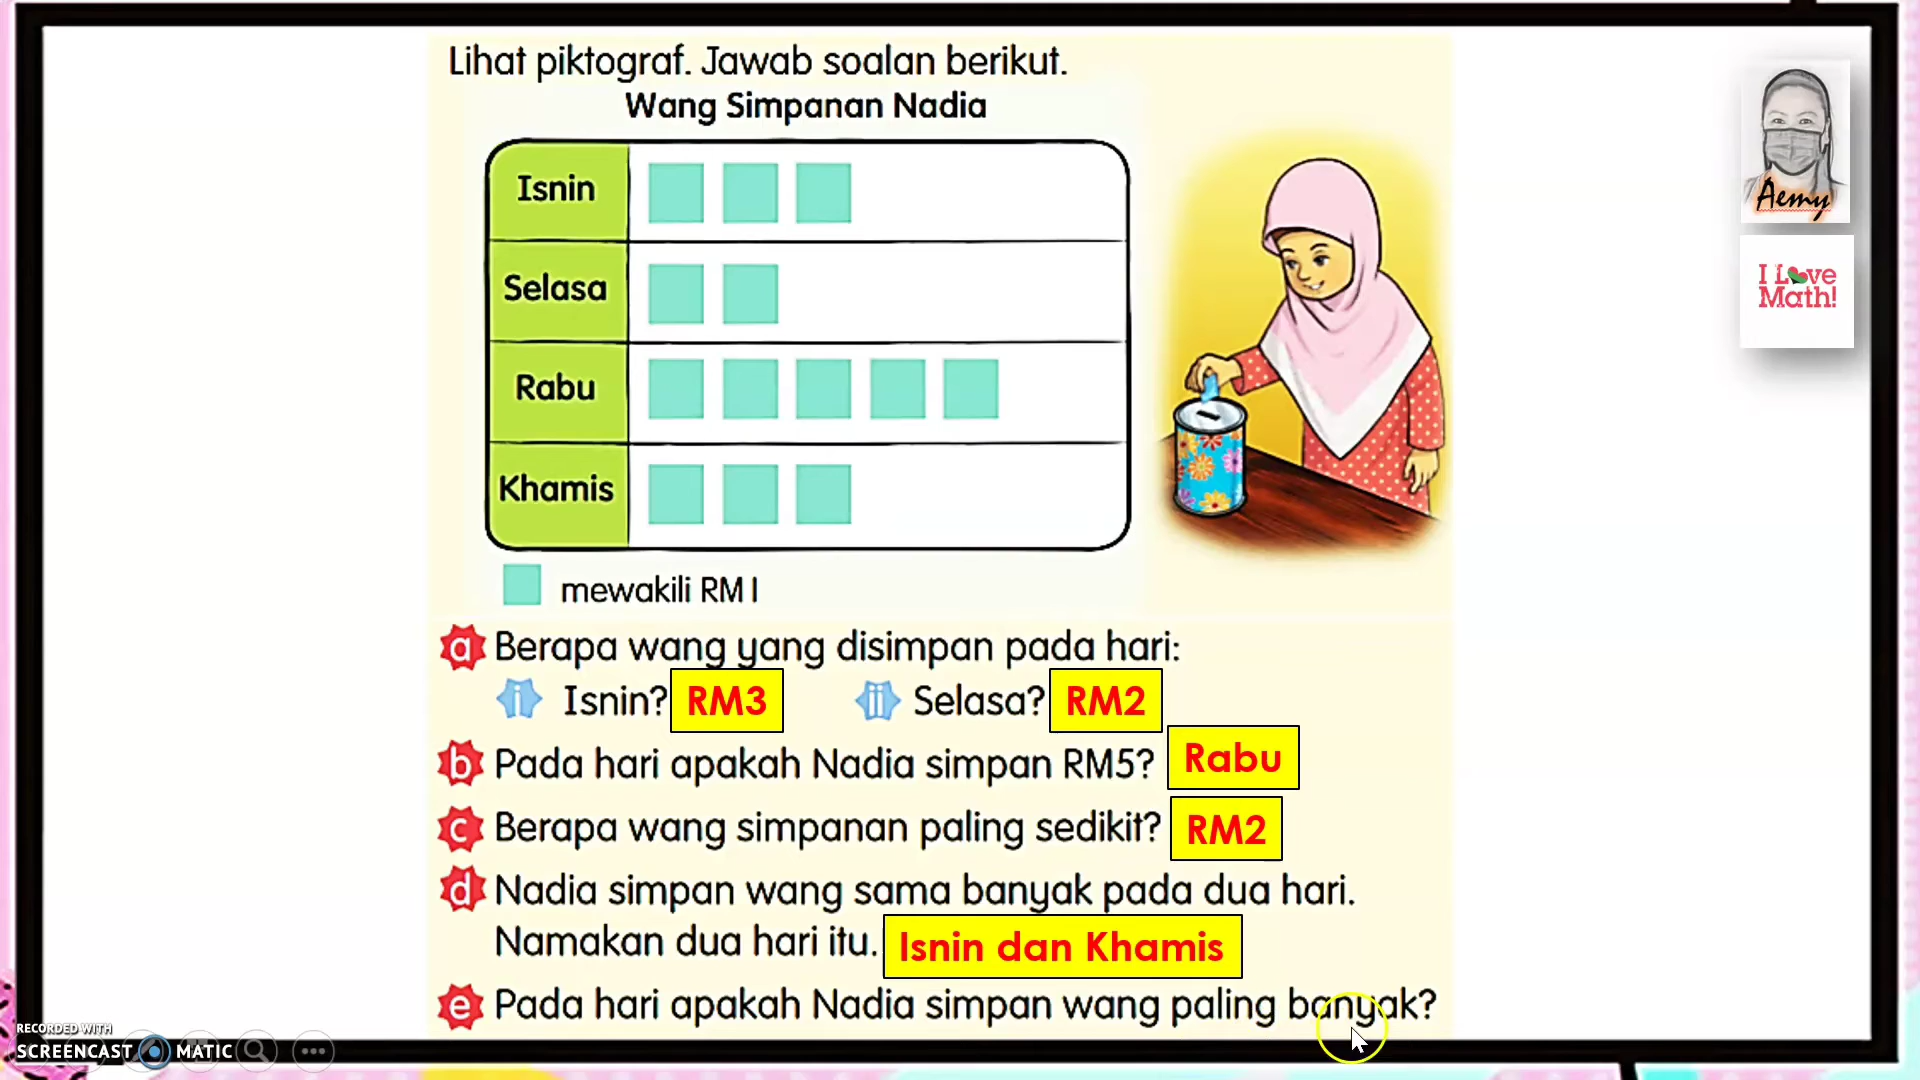 Lihat piktograf. Jawab soalan berikut.
Wang Simpanan Nadia
Isnin
Selasa
Rabu
Khamis
mewakili RM1
a Berapa wang yang disimpan pada hari:
i Isnin? RM3 ii Selasa? RM2
b Pada hari apakah Nadia simpan RM5? Rabu
c Berapa wang simpanan paling sedikit? RM2
d Nadia simpan wang sama banyak pada dua hari.
Namakan dua hari itu. Isnin dan Khamis
e Pada hari apakah Nadia simpan wang paling banyak?
Aemy
I Love
Math!
RECORDED WITH
SCREENCAST MATIC